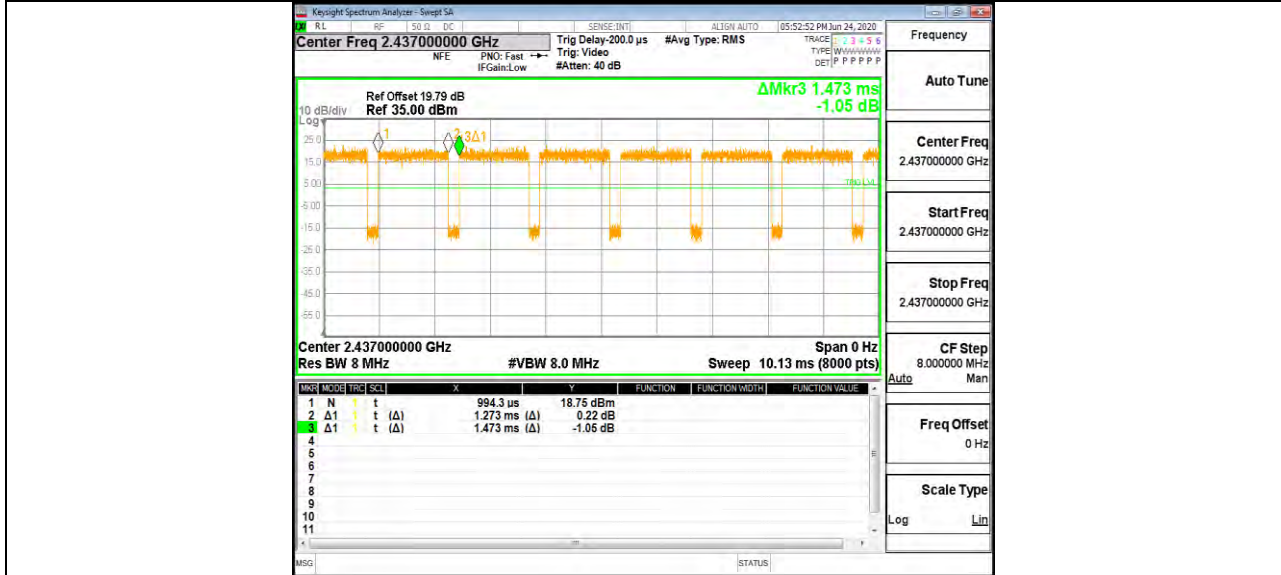 Keysight Spectrum Analyzer - Swept SA
RL RF 50 Ω DC SENSE:INT ALIGN AUTO 05:52:52 PM Jun 24, 2020
Center Freq 2.437000000 GHz
NFE
PNO: Fast
IFGain:Low
Trig Delay-200.0 µs
Trig: Video
#Atten: 40 dB
#Avg Type: RMS
TRACE 1 2 3 4 5 6
TYPE WWWWWW
DET P P P P P P
ΔMkr3 1.473 ms
-1.05 dB
Ref Offset 19.79 dB
10 dB/div Ref 35.00 dBm
Log
25.0
15.0
5.00
-5.00
-15.0
-25.0
-35.0
-45.0
-55.0
1
2
3Δ1
TRIG LVL
Center 2.437000000 GHz Span 0 Hz
Res BW 8 MHz #VBW 8.0 MHz Sweep 10.13 ms (8000 pts)
MKR MODE TRC SCL X Y FUNCTION FUNCTION WIDTH FUNCTION VALUE
1 N 1 t 994.3 µs 18.75 dBm
2 Δ1 1 t (Δ) 1.273 ms (Δ) 0.22 dB
3 Δ1 1 t (Δ) 1.473 ms (Δ) -1.05 dB
4
5
6
7
8
9
10
11
MSG STATUS
Frequency
Auto Tune
Center Freq
2.437000000 GHz
Start Freq
2.437000000 GHz
Stop Freq
2.437000000 GHz
CF Step
8.000000 MHz
Auto Man
Freq Offset
0 Hz
Scale Type
Log Lin